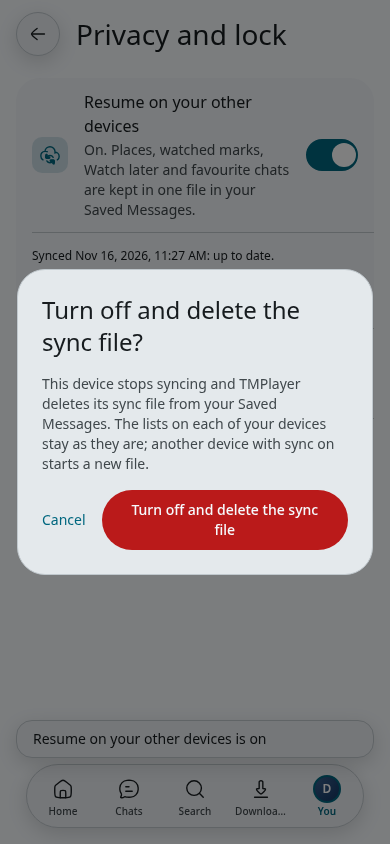 Privacy and lock
Resume on your other
devices
On. Places, watched marks,
Watch later and favourite chats
are kept in one file in your
Saved Messages.
Synced Nov 16, 2026, 11:27 AM: up to date.
Turn off and delete the
sync file?
This device stops syncing and TMPlayer
deletes its sync file from your Saved
Messages. The lists on each of your devices
stay as they are; another device with sync on
starts a new file.
Cancel
Turn off and delete the sync
file
Resume on your other devices is on
D
Home
Chats
Search
Downloa...
You